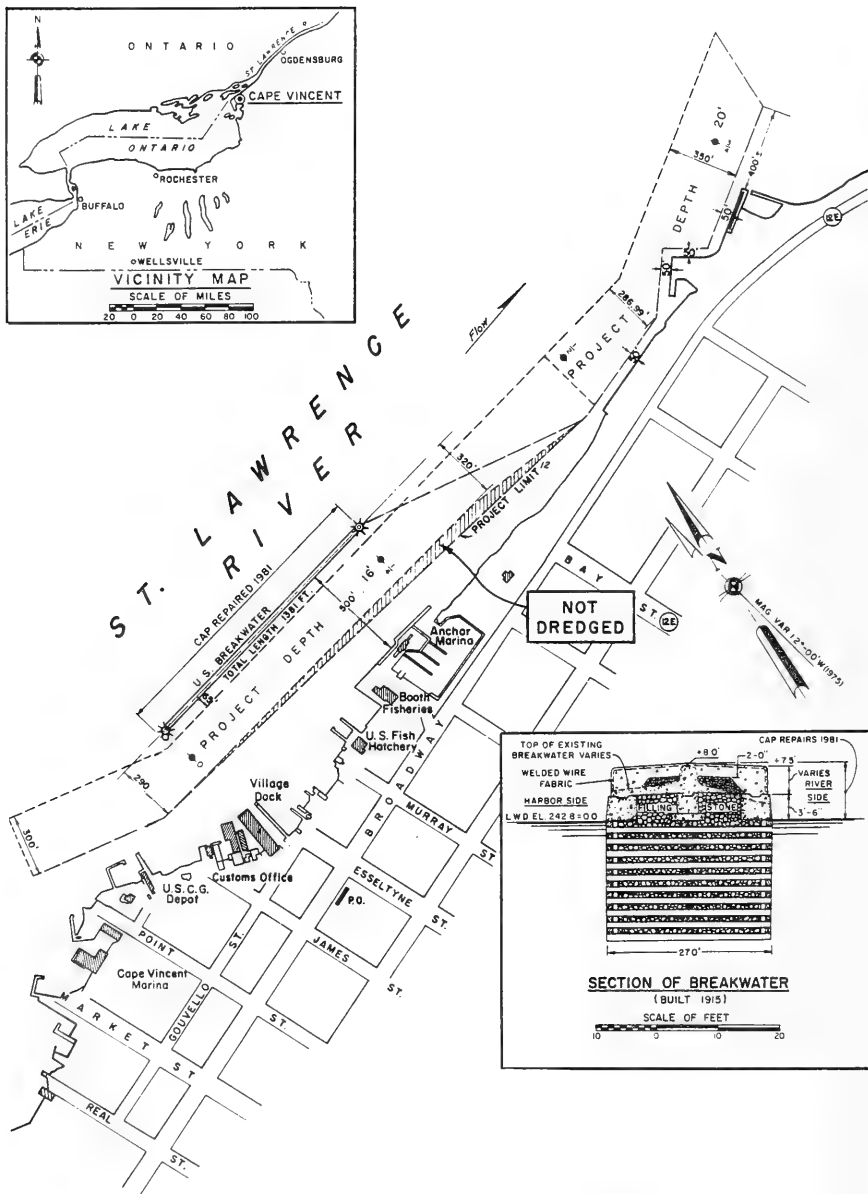 N
ONTARIO
ST LAWRENCE
OGDENSBURG
CAPE VINCENT
LAKE
ONTARIO
ROCHESTER
BUFFALO
LAKE
ERIE
NEW YORK
WELLSVILLE
VICINITY MAP
SCALE OF MILES
20 0 20 40 60 80 100
20'
350'
400'±
DEPTH
50'
12E
50'
50'
286.99'
Flow
PROJECT
50'
ST. LAWRENCE
RIVER
320'
PROJECT LIMIT
CAP REPAIRED 1981
U.S. BREAKWATER
TOTAL LENGTH 1381 FT.
16'
500'
PROJECT DEPTH
NOT
DREDGED
BAY
ST.
12E
N
MAG VAR 12°-00'W (1975)
Anchor
Marina
Booth
Fisheries
U.S. Fish
Hatchery
BROADWAY
290
300'
Village
Dock
MURRAY
ST.
Customs Office
U.S.C.G.
Depot
ESSELTYNE
ST.
P.O.
JAMES
ST.
POINT
ST.
Cape Vincent
Marina
GOUVELLO
ST.
MARKET ST
REAL
ST.
TOP OF EXISTING
BREAKWATER VARIES
+8.0'
2-0"
CAP REPAIRS 1981
+7.5'
WELDED WIRE
FABRIC
VARIES
HARBOR SIDE
RIVER
SIDE
FILLING
STONE
L.W.D EL. 242.8=0.0
3'-6"
27.0'
SECTION OF BREAKWATER
(BUILT 1915)
SCALE OF FEET
10 0 10 20